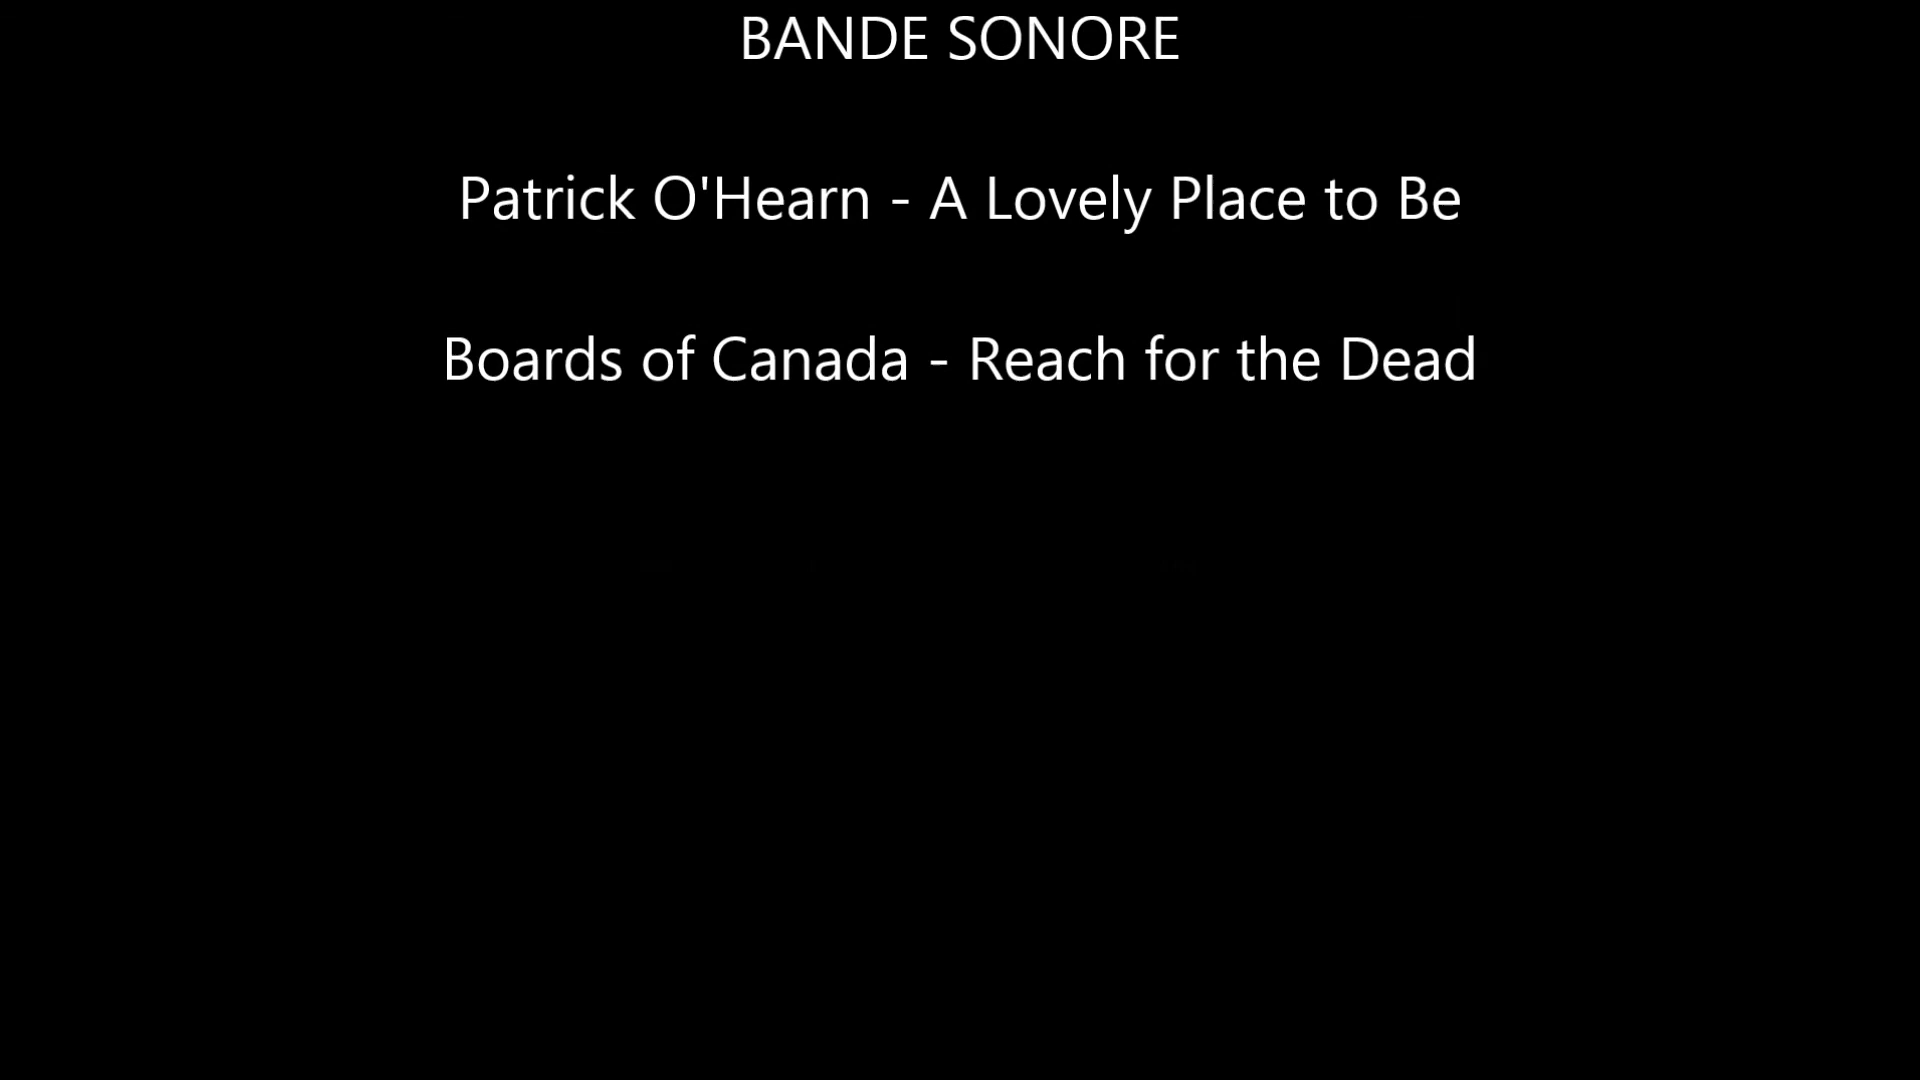 BANDE SONORE
Patrick O'Hearn - A Lovely Place to Be
Boards of Canada - Reach for the Dead